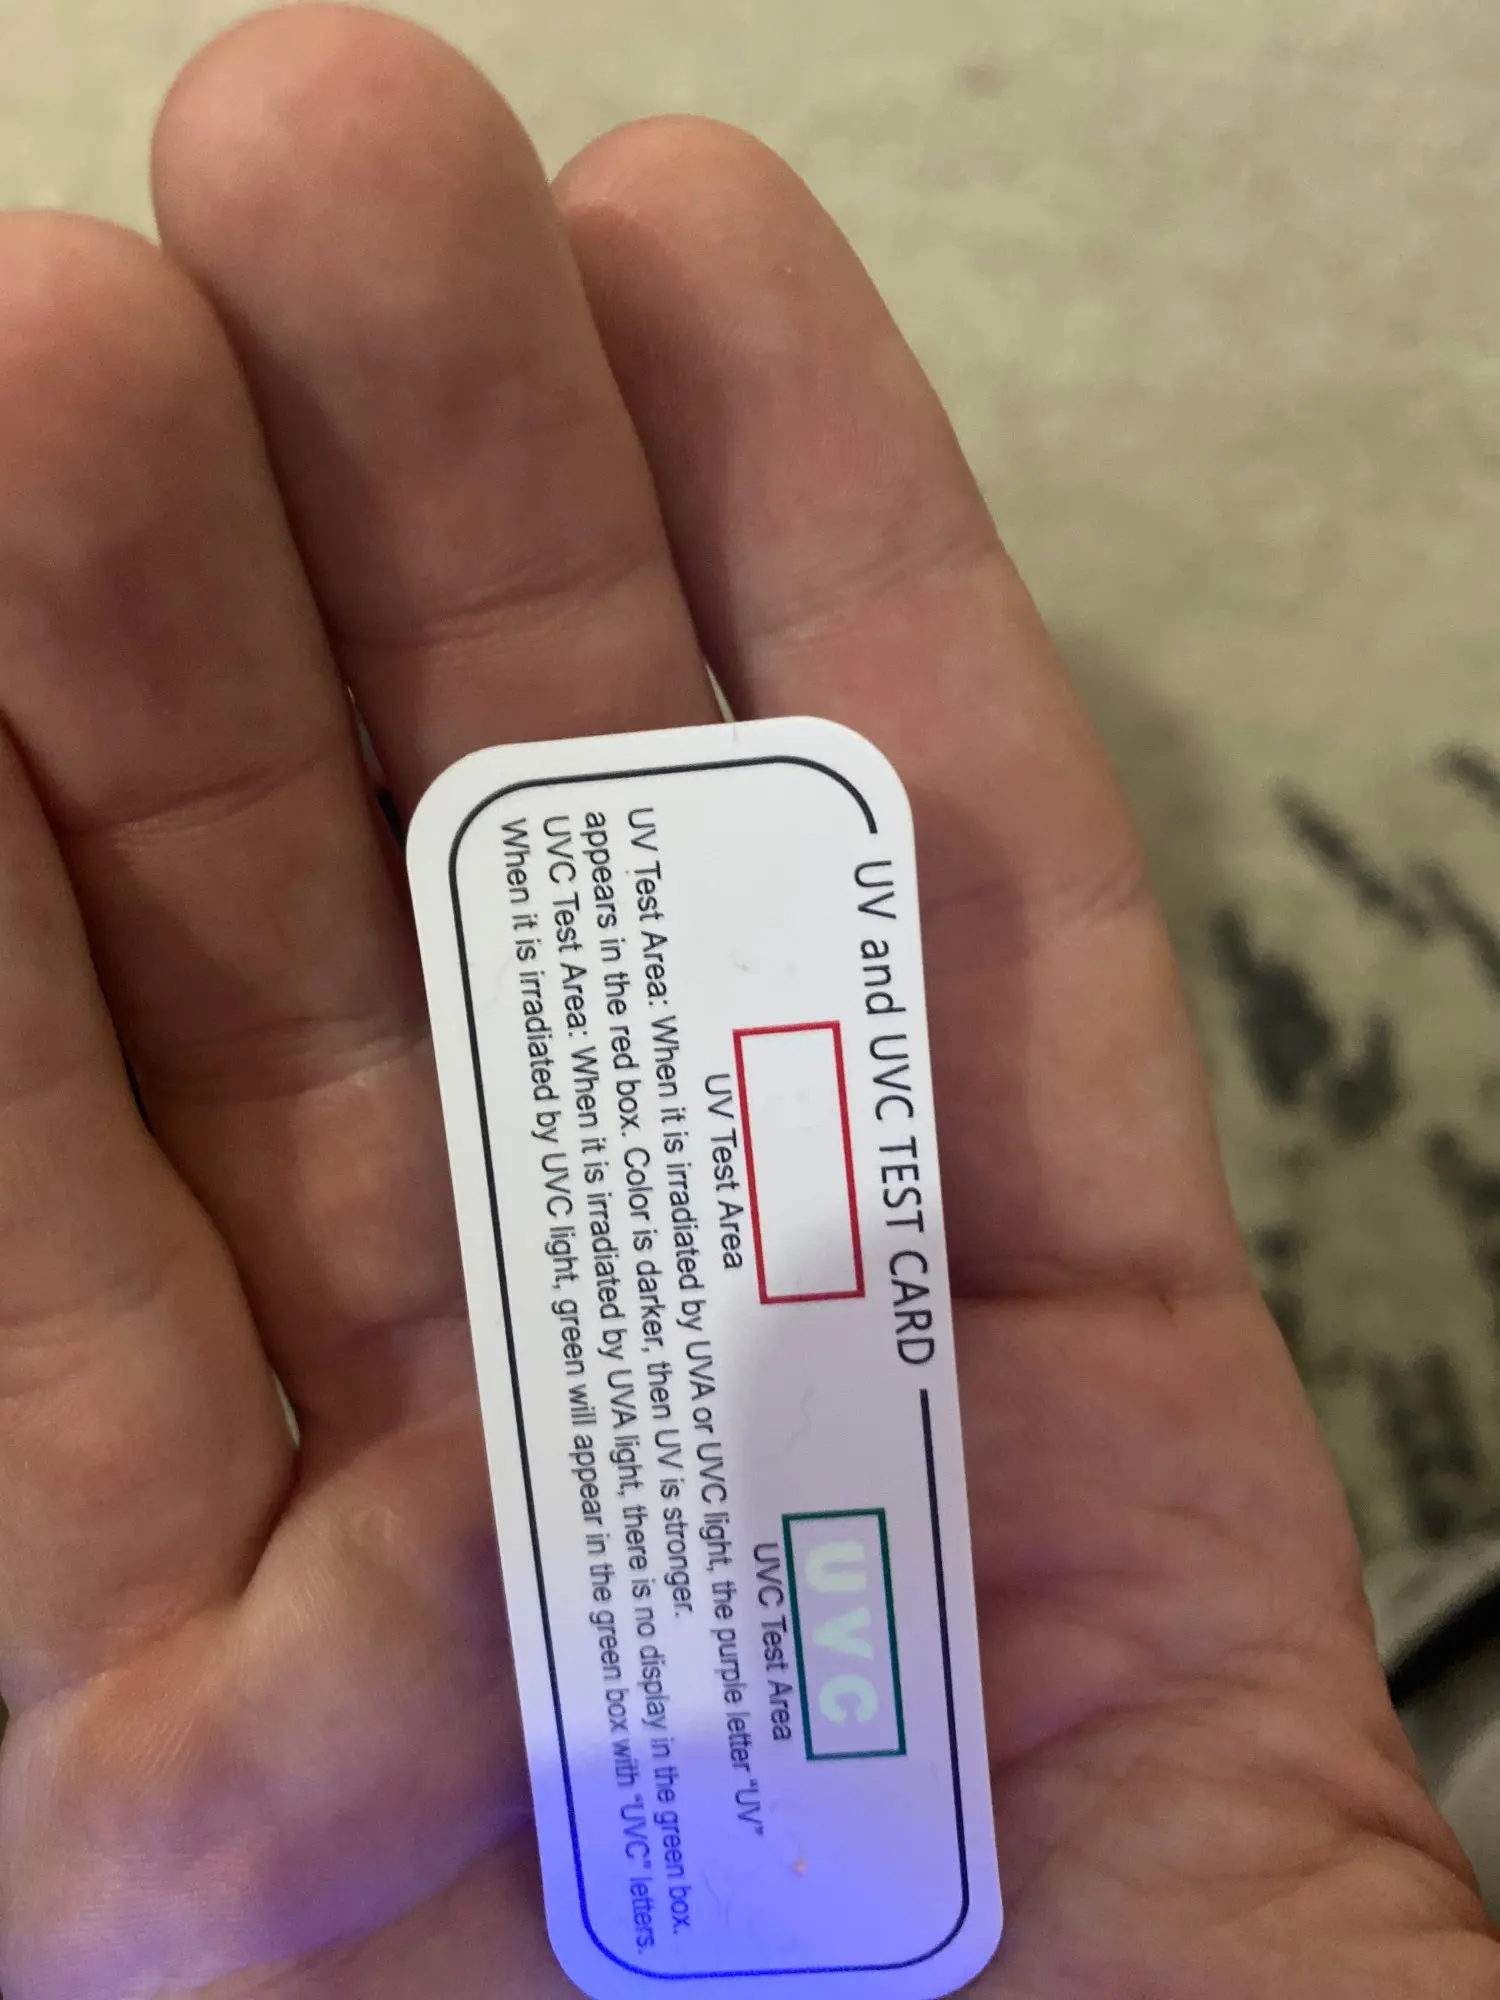 UV and UVC TEST CARD
UVC
UV Test Area
UVC Test Area
UV Test Area: When it is irradiated by UVA or UVC light, the purple letter "UV"
appears in the red box. Color is darker, then UV is stronger.
UVC Test Area: When it is irradiated by UVA light, there is no display in the green box.
When it is irradiated by UVC light, green will appear in the green box with "UVC" letters.